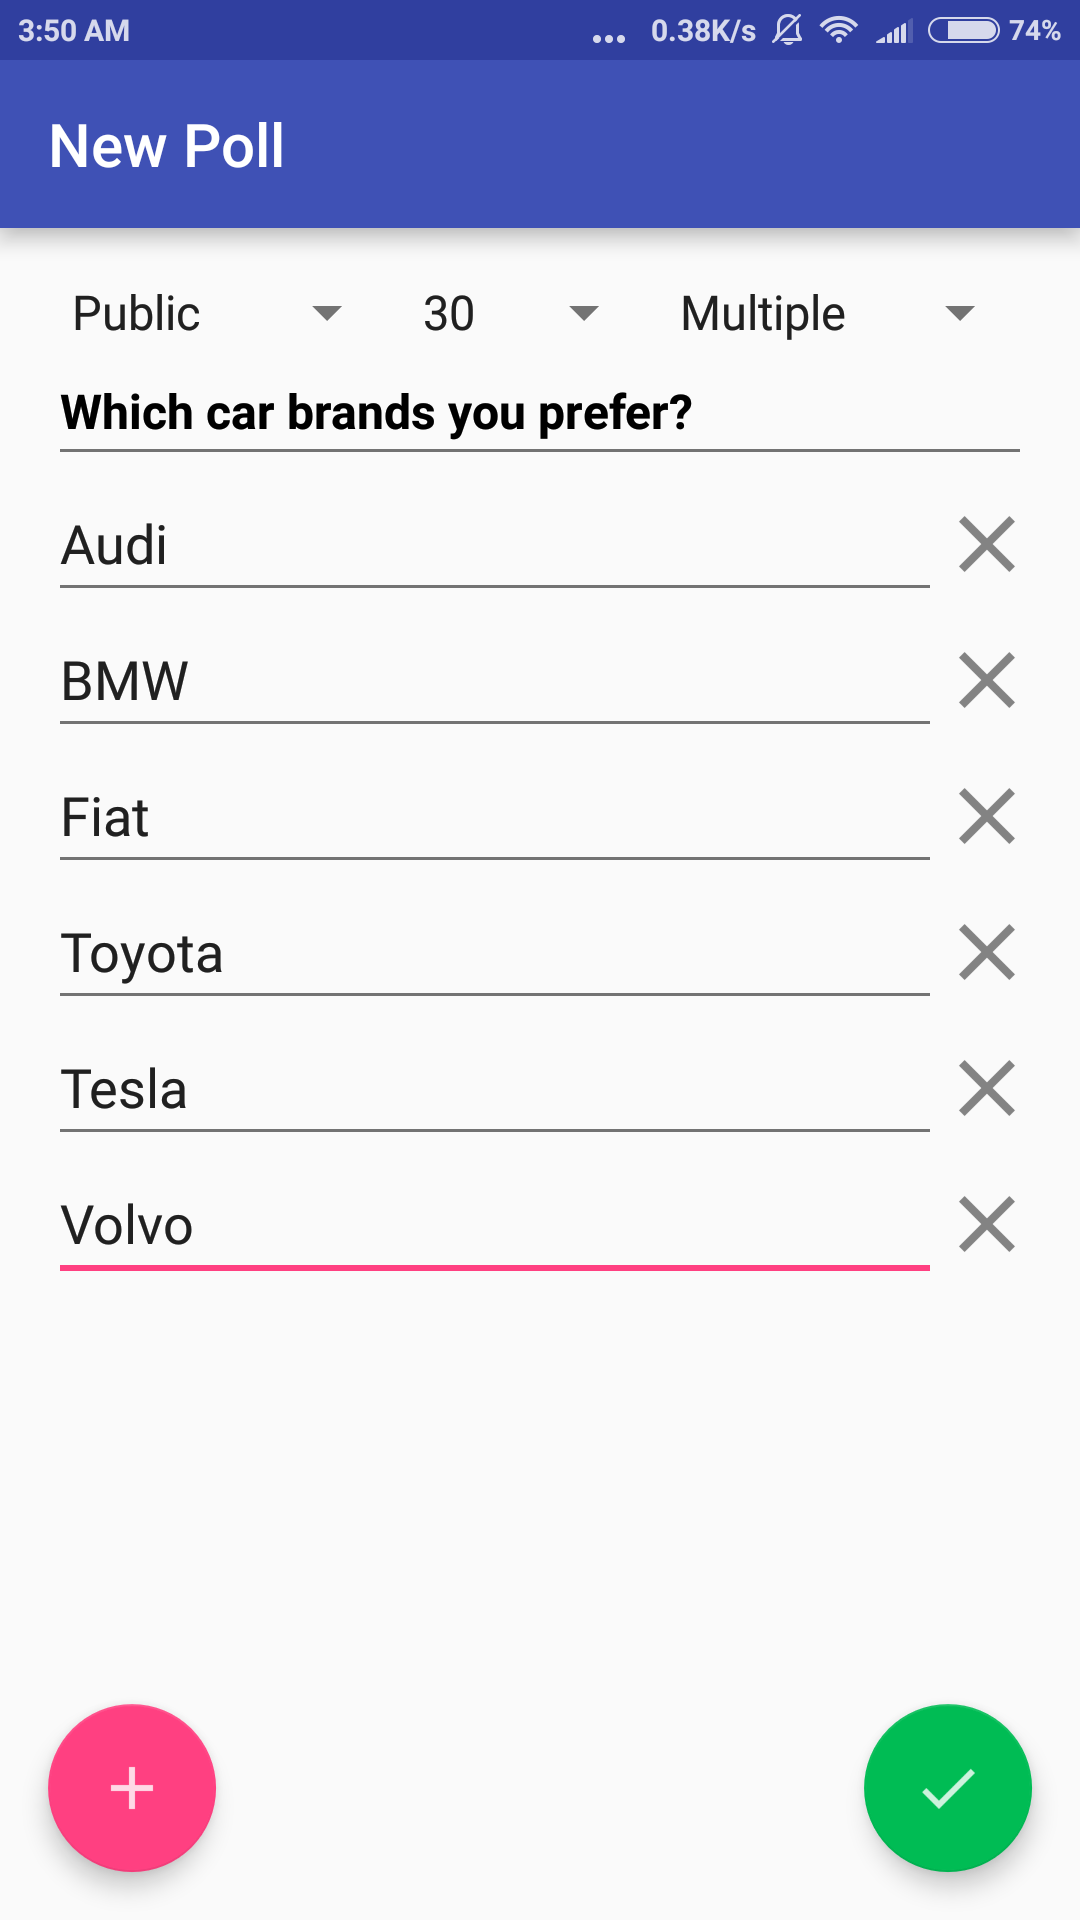 3:50 AM ... 0.38K/s 74%
New Poll
Public 30 Multiple
Which car brands you prefer?
Audi
BMW
Fiat
Toyota
Tesla
Volvo